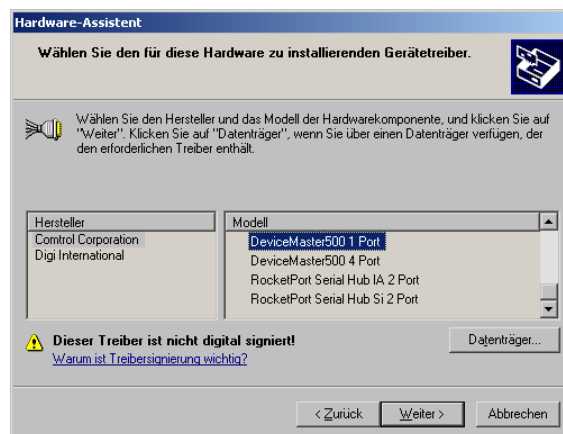 Hardware-Assistent
Wählen Sie den für diese Hardware zu installierenden Gerätetreiber.
Wählen Sie den Hersteller und das Modell der Hardwarekomponente, und klicken Sie auf
"Weiter". Klicken Sie auf "Datenträger", wenn Sie über einen Datenträger verfügen, der
den erforderlichen Treiber enthält.
Hersteller
Comtrol Corporation
Digi International
Modell
DeviceMaster500 1 Port
DeviceMaster500 4 Port
RocketPort Serial Hub IA 2 Port
RocketPort Serial Hub Si 2 Port
Dieser Treiber ist nicht digital signiert!
Warum ist Treibersignierung wichtig?
Datenträger...
< Zurück
Weiter >
Abbrechen